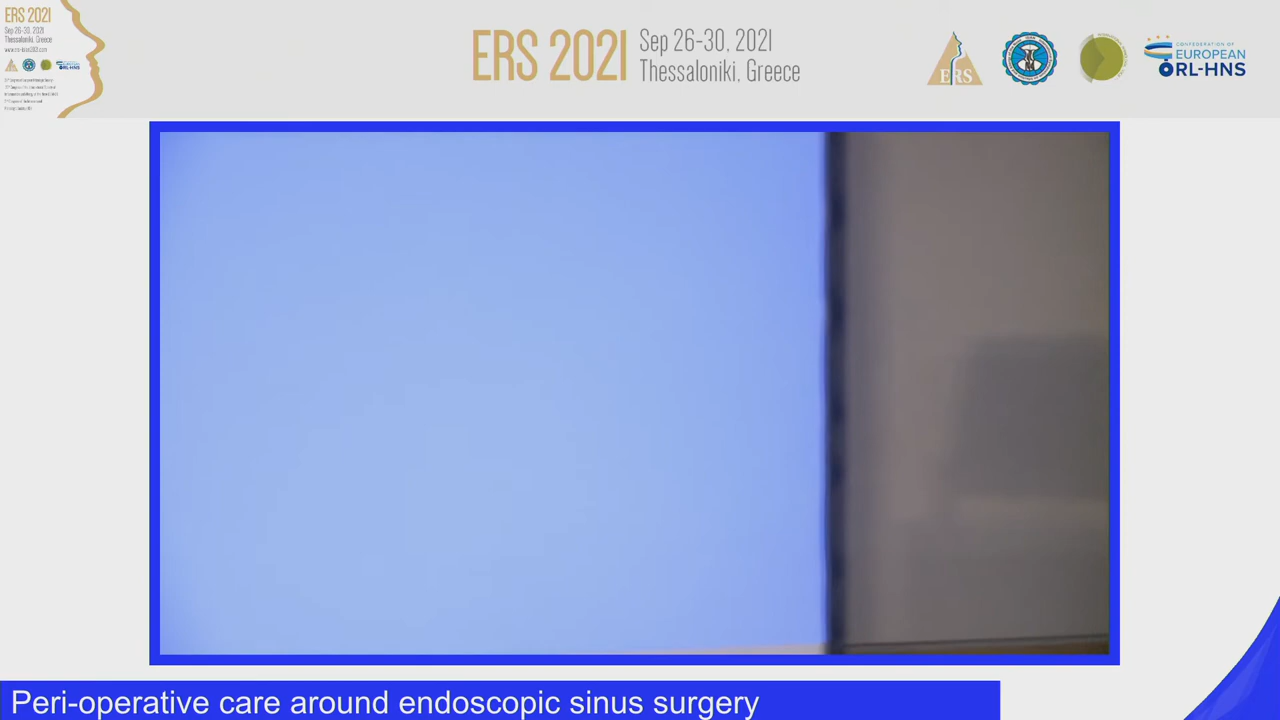 ERS 2021
Sep 26-30, 2021
Thessaloniki, Greece
ERS 2021
Sep 26-30, 2021
Thessaloniki, Greece
ERS
CONFEDERATION OF
EUROPEAN
ORL-HNS
Peri-operative care around endoscopic sinus surgery